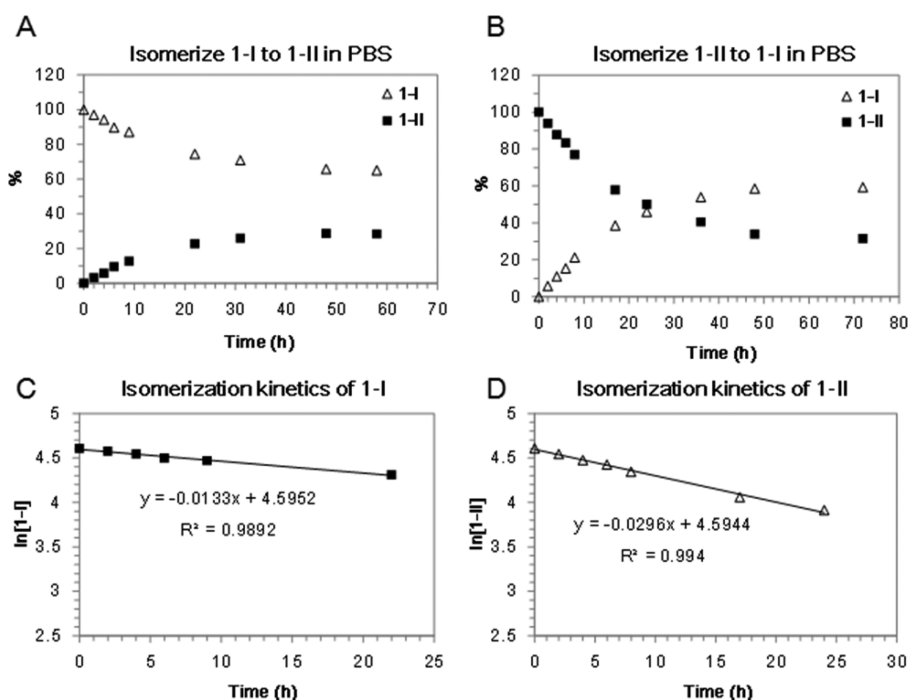 A
Isomerize 1-I to 1-II in PBS
120
100
80
60
40
20
0
%
1-I
1-II
0 10 20 30 40 50 60 70
Time (h)
B
Isomerize 1-II to 1-I in PBS
120
100
80
60
40
20
0
%
1-I
1-II
0 10 20 30 40 50 60 70 80
Time (h)
C
Isomerization kinetics of 1-I
5
4.5
4
3.5
3
2.5
ln[1-I]
y = -0.0133x + 4.5952
R² = 0.9892
0 5 10 15 20 25
Time (h)
D
Isomerization kinetics of 1-II
5
4.5
4
3.5
3
2.5
ln[1-II]
y = -0.0296x + 4.5944
R² = 0.994
0 6 12 18 24 30
Time (h)